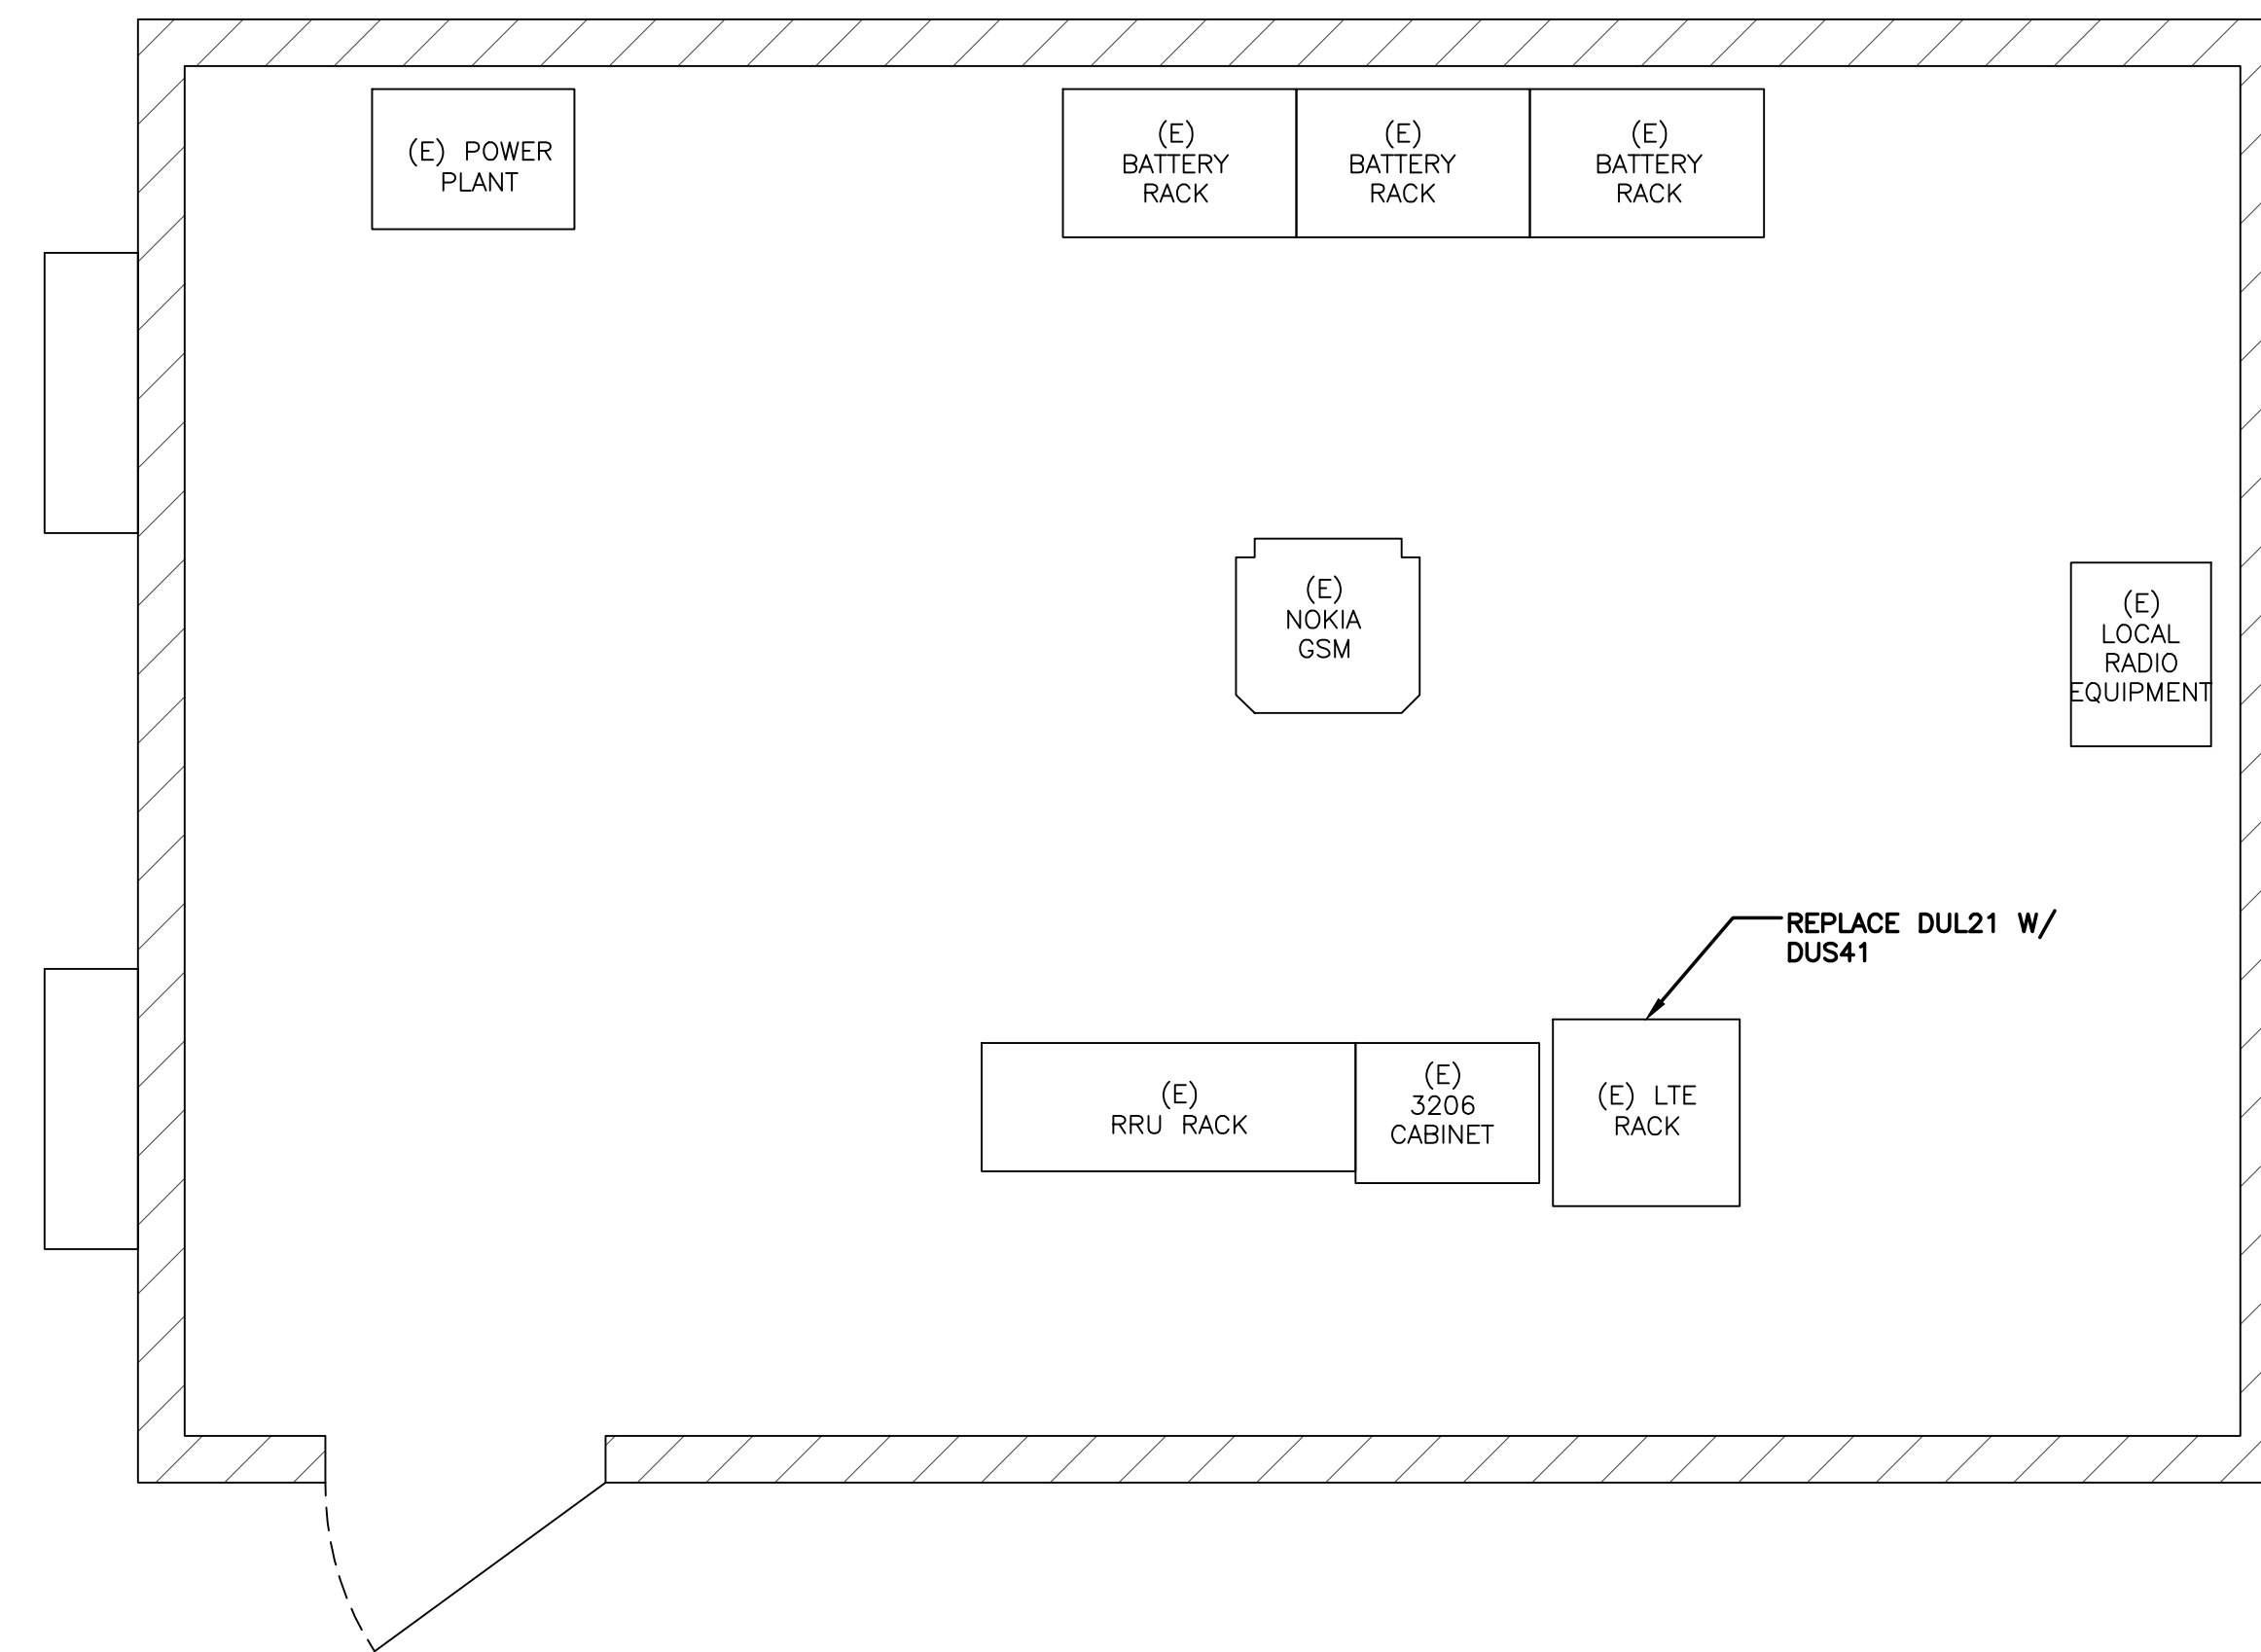 (E) POWER
PLANT
(E)
BATTERY
RACK
(E)
BATTERY
RACK
(E)
BATTERY
RACK
(E)
NOKIA
GSM
(E)
LOCAL
RADIO
EQUIPMENT
REPLACE DUL21 W/
DUS41
(E)
RRU RACK
(E)
3206
CABINET
(E) LTE
RACK